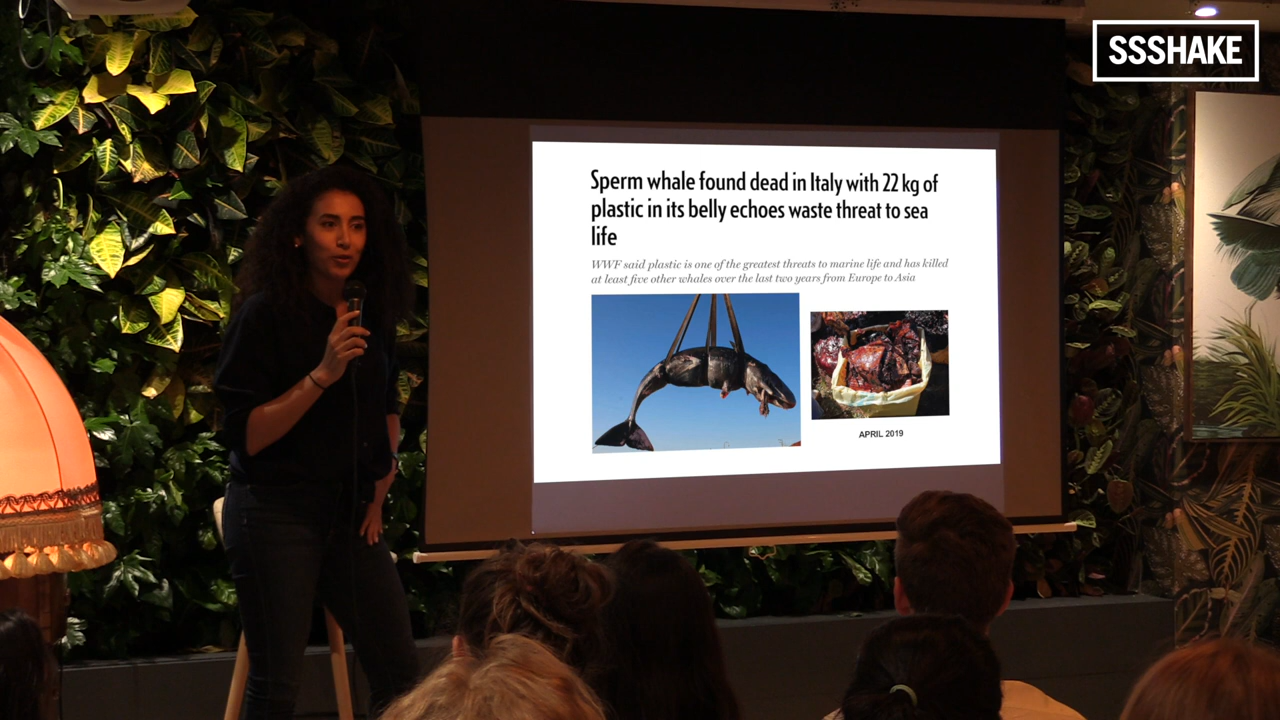 SSSHAKE
Sperm whale found dead in Italy with 22 kg of
plastic in its belly echoes waste threat to sea
life
WWF said plastic is one of the greatest threats to marine life and has killed
at least five other whales over the last two years from Europe to Asia
APRIL 2019